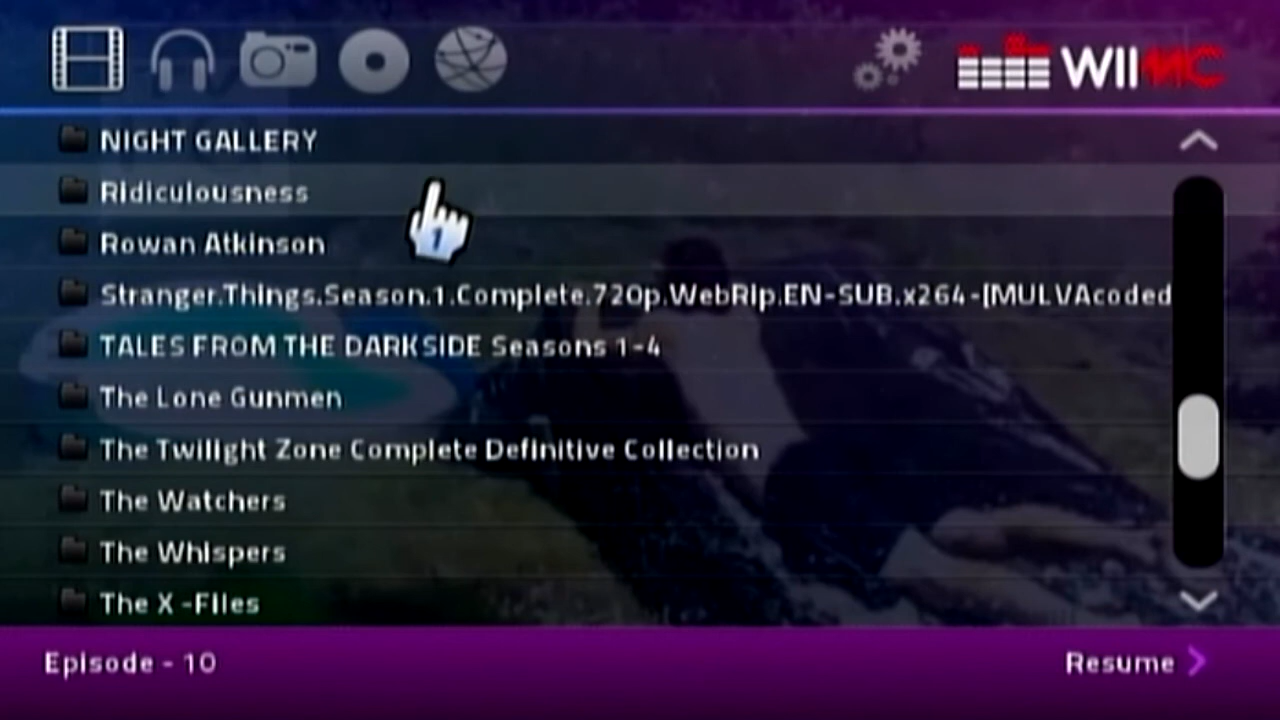 WIIMC
NIGHT GALLERY
Ridiculousness
1
Rowan Atkinson
Stranger.Things.Season.1.Complete.720p.WebRip.EN-SUB.x264-[MULVAcoded
TALES FROM THE DARKSIDE Seasons 1-4
The Lone Gunmen
The Twilight Zone Complete Definitive Collection
The Watchers
The Whispers
The X -Files
Episode - 10
Resume